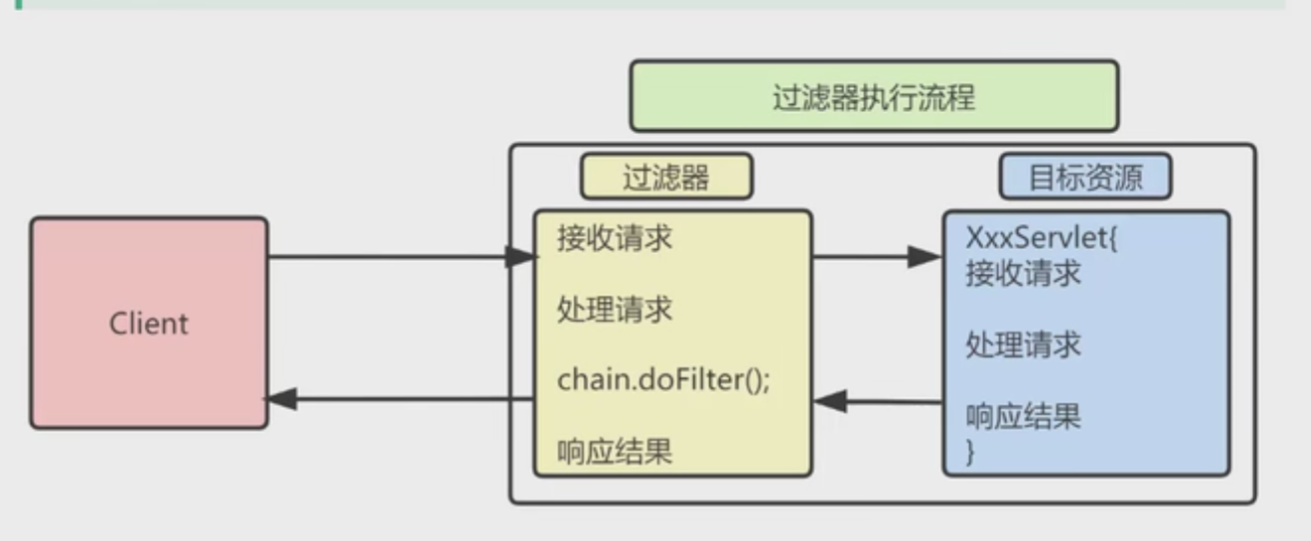 过滤器执行流程
过滤器
目标资源
Client
接收请求
处理请求
chain.doFilter();
响应结果
XxxServlet{
接收请求
处理请求
响应结果
}